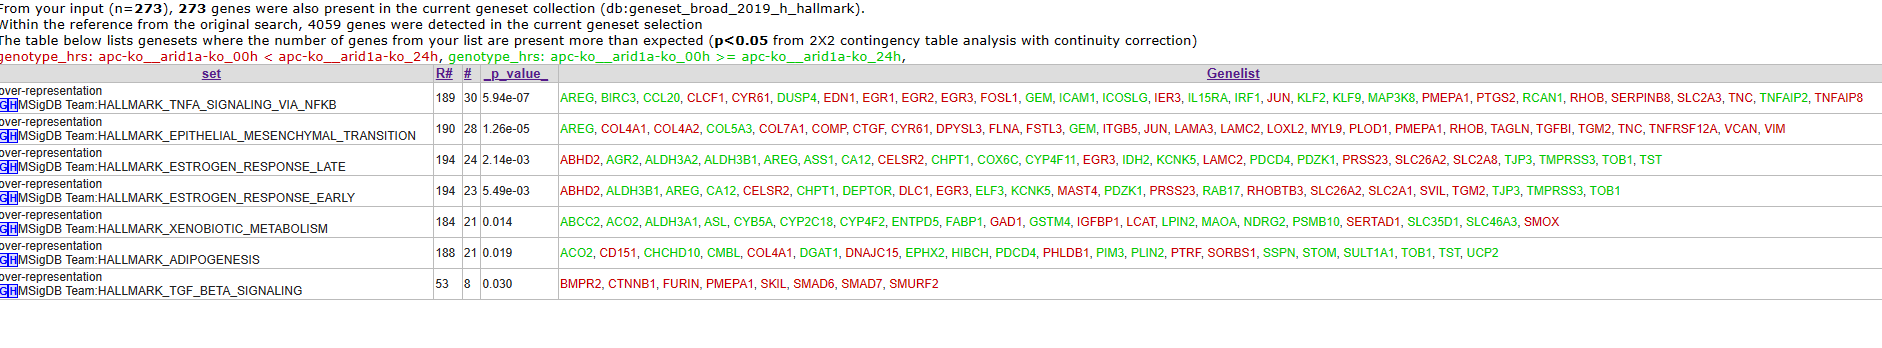 From your input (n=273), 273 genes were also present in the current geneset collection (db:geneset_broad_2019_h_hallmark).
Within the reference from the original search, 4059 genes were detected in the current geneset selection
The table below lists genesets where the number of genes from your list are present more than expected (p<0.05 from 2X2 contingency table analysis with continuity correction)
genotype_hrs: apc-ko__arid1a-ko_00h < apc-ko__arid1a-ko_24h, genotype_hrs: apc-ko__arid1a-ko_00h >= apc-ko__arid1a-ko_24h,
set R# # _p_value_ Genelist
over-representation
GHMSigDB Team:HALLMARK_TNFA_SIGNALING_VIA_NFKB 189 30 5.94e-07 AREG, BIRC3, CCL20, CLCF1, CYR61, DUSP4, EDN1, EGR1, EGR2, EGR3, FOSL1, GEM, ICAM1, ICOSLG, IER3, IL15RA, IRF1, JUN, KLF2, KLF9, MAP3K8, PMEPA1, PTGS2, RCAN1, RHOB, SERPINB8, SLC2A3, TNC, TNFAIP2, TNFAIP8
over-representation
GHMSigDB Team:HALLMARK_EPITHELIAL_MESENCHYMAL_TRANSITION 190 28 1.26e-05 AREG, COL4A1, COL4A2, COL5A3, COL7A1, COMP, CTGF, CYR61, DPYSL3, FLNA, FSTL3, GEM, ITGB5, JUN, LAMA3, LAMC2, LOXL2, MYL9, PLOD1, PMEPA1, RHOB, TAGLN, TGFBI, TGM2, TNC, TNFRSF12A, VCAN, VIM
over-representation
GHMSigDB Team:HALLMARK_ESTROGEN_RESPONSE_LATE 194 24 2.14e-03 ABHD2, AGR2, ALDH3A2, ALDH3B1, AREG, ASS1, CA12, CELSR2, CHPT1, COX6C, CYP4F11, EGR3, IDH2, KCNK5, LAMC2, PDCD4, PDZK1, PRSS23, SLC26A2, SLC2A8, TJP3, TMPRSS3, TOB1, TST
over-representation
GHMSigDB Team:HALLMARK_ESTROGEN_RESPONSE_EARLY 194 23 5.49e-03 ABHD2, ALDH3B1, AREG, CA12, CELSR2, CHPT1, DEPTOR, DLC1, EGR3, ELF3, KCNK5, MAST4, PDZK1, PRSS23, RAB17, RHOBTB3, SLC26A2, SLC2A1, SVIL, TGM2, TJP3, TMPRSS3, TOB1
over-representation
GHMSigDB Team:HALLMARK_XENOBIOTIC_METABOLISM 184 21 0.014 ABCC2, ACO2, ALDH3A1, ASL, CYB5A, CYP2C18, CYP4F2, ENTPD5, FABP1, GAD1, GSTM4, IGFBP1, LCAT, LPIN2, MAOA, NDRG2, PSMB10, SERTAD1, SLC35D1, SLC46A3, SMOX
over-representation
GHMSigDB Team:HALLMARK_ADIPOGENESIS 188 21 0.019 ACO2, CD151, CHCHD10, CMBL, COL4A1, DGAT1, DNAJC15, EPHX2, HIBCH, PDCD4, PHLDB1, PIM3, PLIN2, PTRF, SORBS1, SSPN, STOM, SULT1A1, TOB1, TST, UCP2
over-representation
GHMSigDB Team:HALLMARK_TGF_BETA_SIGNALING 53 8 0.030 BMPR2, CTNNB1, FURIN, PMEPA1, SKIL, SMAD6, SMAD7, SMURF2